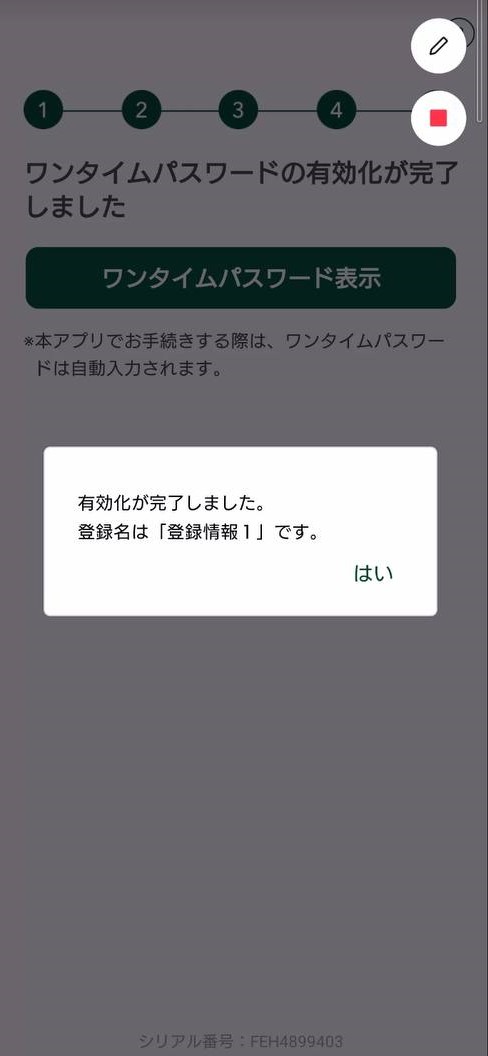 1 2 3 4
ワンタイムパスワードの有効化が完了
しました
ワンタイムパスワード表示
※本アプリでお手続きする際は、ワンタイムパスワー
ドは自動入力されます。
有効化が完了しました。
登録名は「登録情報１」です。
はい
シリアル番号：FEH4899403